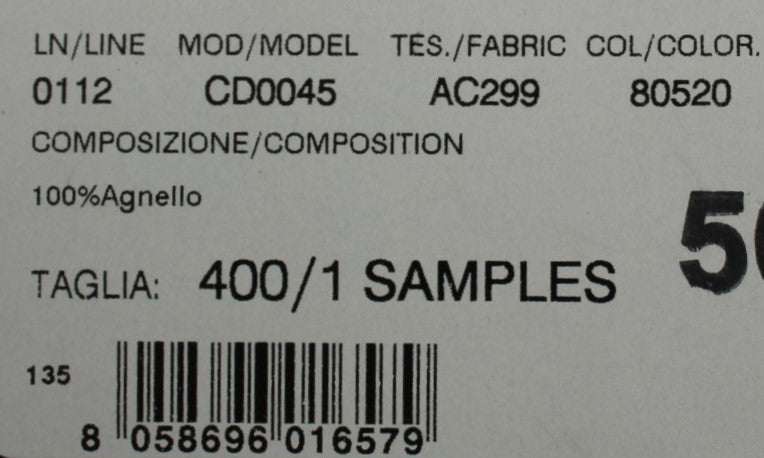 LN/LINE MOD/MODEL TES./FABRIC COL/COLOR.
0112 CD0045 AC299 80520
COMPOSIZIONE/COMPOSITION
100%Agnello
TAGLIA: 400/1 SAMPLES
135
8 058696 016579